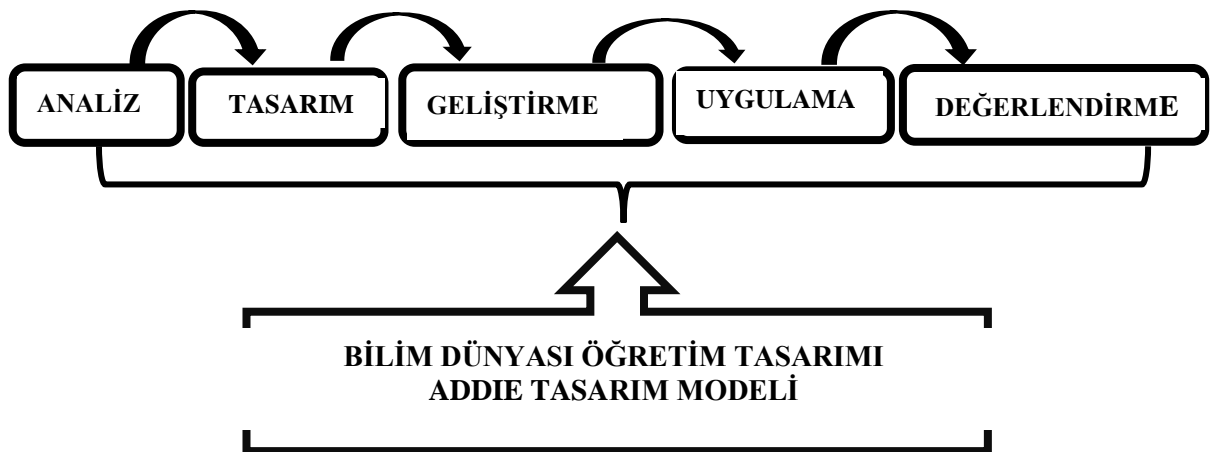 ANALİZ
TASARIM
GELİŞTİRME
UYGULAMA
DEĞERLENDİRME
BİLİM DÜNYASI ÖĞRETİM TASARIMI
ADDIE TASARIM MODELİ